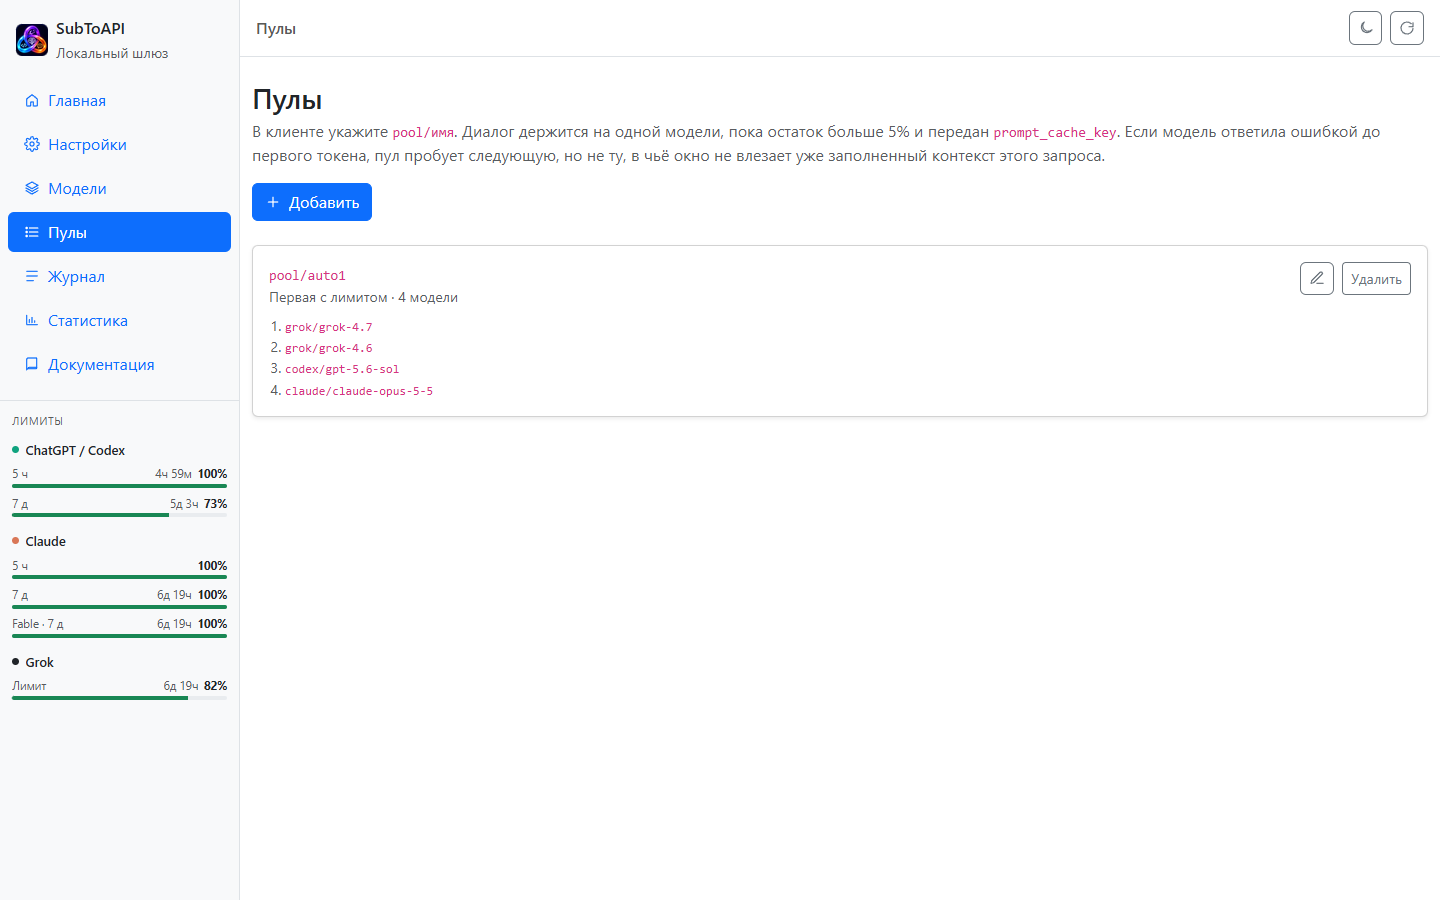 SubToAPI
Локальный шлюз
Главная
Настройки
Модели
Пулы
Журнал
Статистика
Документация
ЛИМИТЫ
ChatGPT / Codex
5 ч 4ч 59м 100%
7 д 5д 3ч 73%
Claude
5 ч 100%
7 д 6д 19ч 100%
Fable · 7 д 6д 19ч 100%
Grok
Лимит 6д 19ч 82%
Пулы
Пулы
В клиенте укажите pool/имя. Диалог держится на одной модели, пока остаток больше 5% и передан prompt_cache_key. Если модель ответила ошибкой до
первого токена, пул пробует следующую, но не ту, в чьё окно не влезает уже заполненный контекст этого запроса.
Добавить
pool/auto1
Удалить
Первая с лимитом · 4 модели
1. grok/grok-4.7
2. grok/grok-4.6
3. codex/gpt-5.6-sol
4. claude/claude-opus-5-5